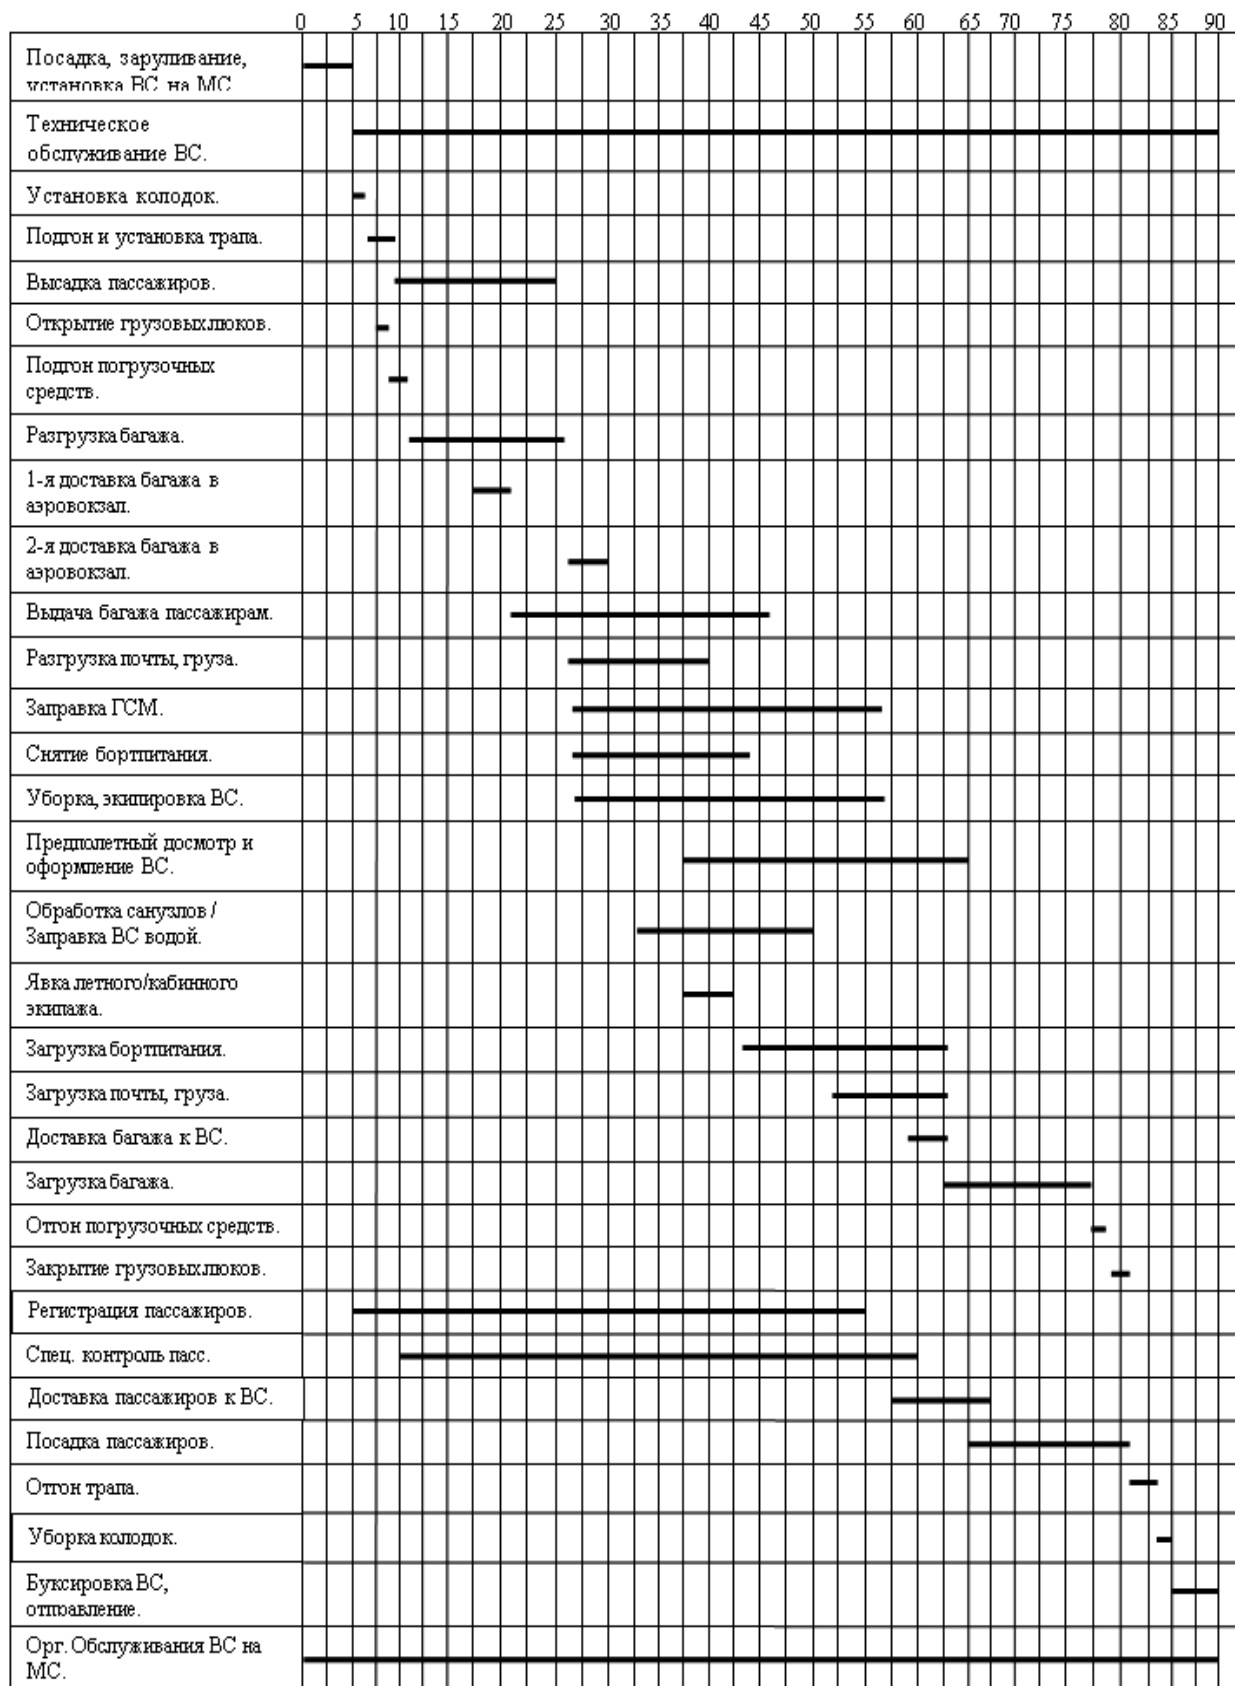 0 5 10 15 20 25 30 35 40 45 50 55 60 65 70 75 80 85 90
Посадка, заруливание,
установка ВС на МС
Техническое
обслуживание ВС.
Установка колодок.
Подгон и установка трапа.
Высадка пассажиров.
Открытие грузовых люков.
Подгон погрузочных
средств.
Разгрузка багажа.
1-я доставка багажа в
аэровокзал.
2-я доставка багажа в
аэровокзал.
Выдача багажа пассажирам.
Разгрузка почты, груза.
Заправка ГСМ.
Снятие бортпитания.
Уборка, экипировка ВС.
Предполетный досмотр и
оформление ВС.
Обработка санузлов /
Заправка ВС водой.
Явка летного/кабинного
экипажа.
Загрузка бортпитания.
Загрузка почты, груза.
Доставка багажа к ВС.
Загрузка багажа.
Отгон погрузочных средств.
Закрытие грузовых люков.
Регистрация пассажиров.
Спец. контроль пасс.
Доставка пассажиров к ВС.
Посадка пассажиров.
Отгон трапа.
Уборка колодок.
Буксировка ВС,
отправление.
Орг. Обслуживания ВС на
МС.